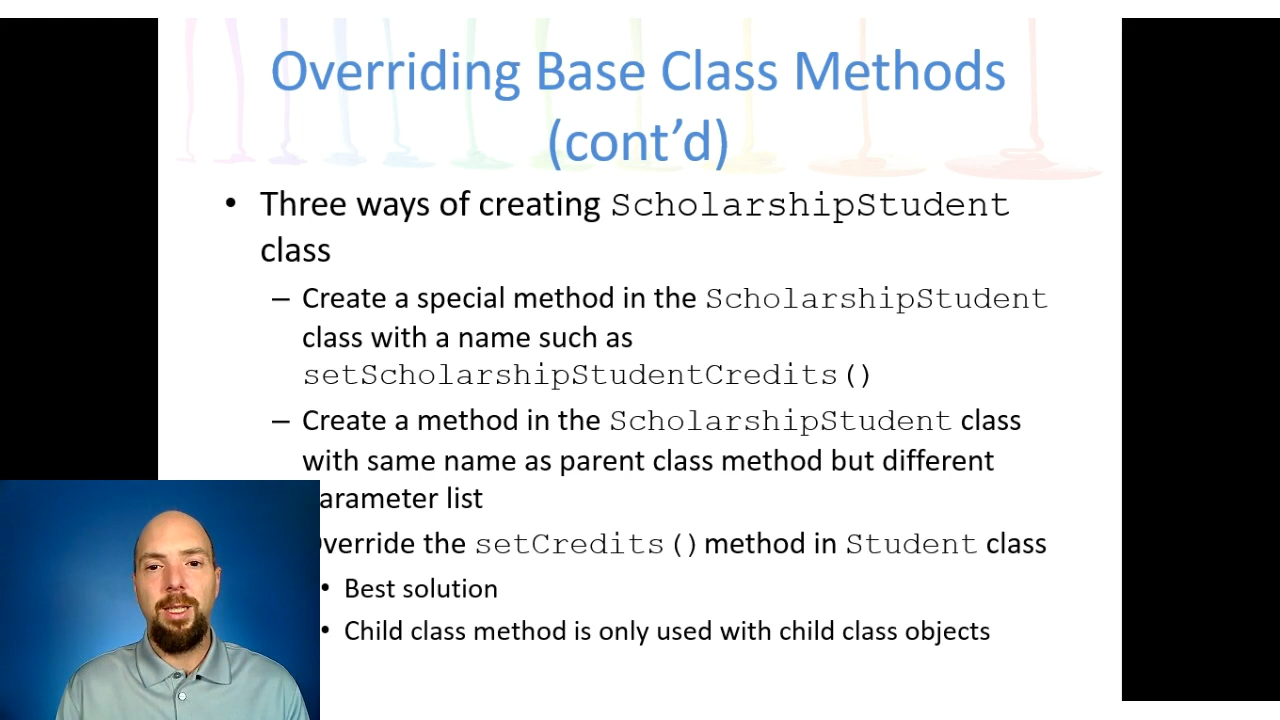 Overriding Base Class Methods
(cont’d)
• Three ways of creating ScholarshipStudent
class
– Create a special method in the ScholarshipStudent
class with a name such as
setScholarshipStudentCredits()
– Create a method in the ScholarshipStudent class
with same name as parent class method but different
arameter list
verride the setCredits() method in Student class
• Best solution
• Child class method is only used with child class objects